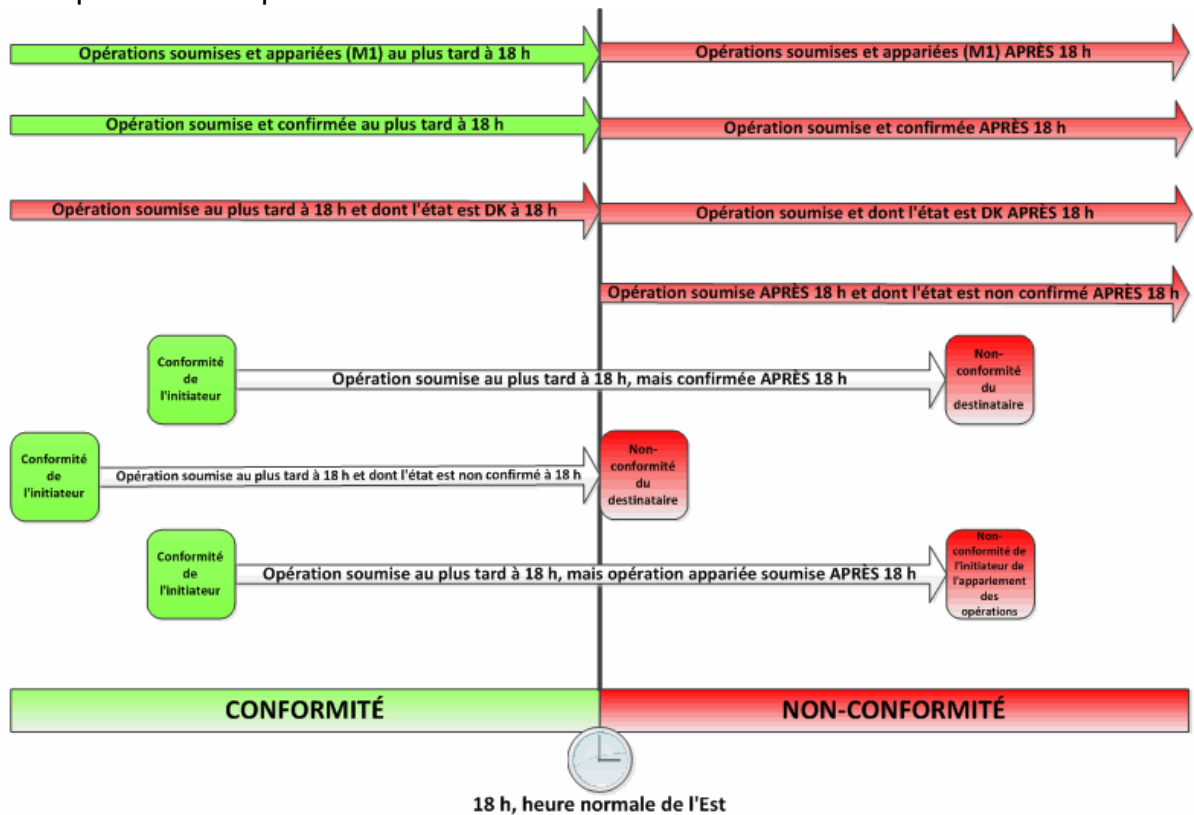 Opérations soumises et appariées (M1) au plus tard à 18 h
Opérations soumises et appariées (M1) APRÈS 18 h
Opération soumise et confirmée au plus tard à 18 h
Opération soumise et confirmée APRÈS 18 h
Opération soumise au plus tard à 18 h et dont l'état est DK à 18 h
Opération soumise et dont l'état est DK APRÈS 18 h
Opération soumise APRÈS 18 h et dont l'état est non confirmé APRÈS 18 h
Conformité
de
l'initiateur
Opération soumise au plus tard à 18 h, mais confirmée APRÈS 18 h
Non-
conformité
du
destinataire
Conformité
de
l'initiateur
Opération soumise au plus tard à 18 h et dont l'état est non confirmé à 18 h
Non-
conformité
du
destinataire
Conformité
de
l'initiateur
Opération soumise au plus tard à 18 h, mais opération appariée soumise APRÈS 18 h
Non-
conformité de
l'initiateur de
l'appariement
des
opérations
CONFORMITÉ
NON-CONFORMITÉ
18 h, heure normale de l'Est